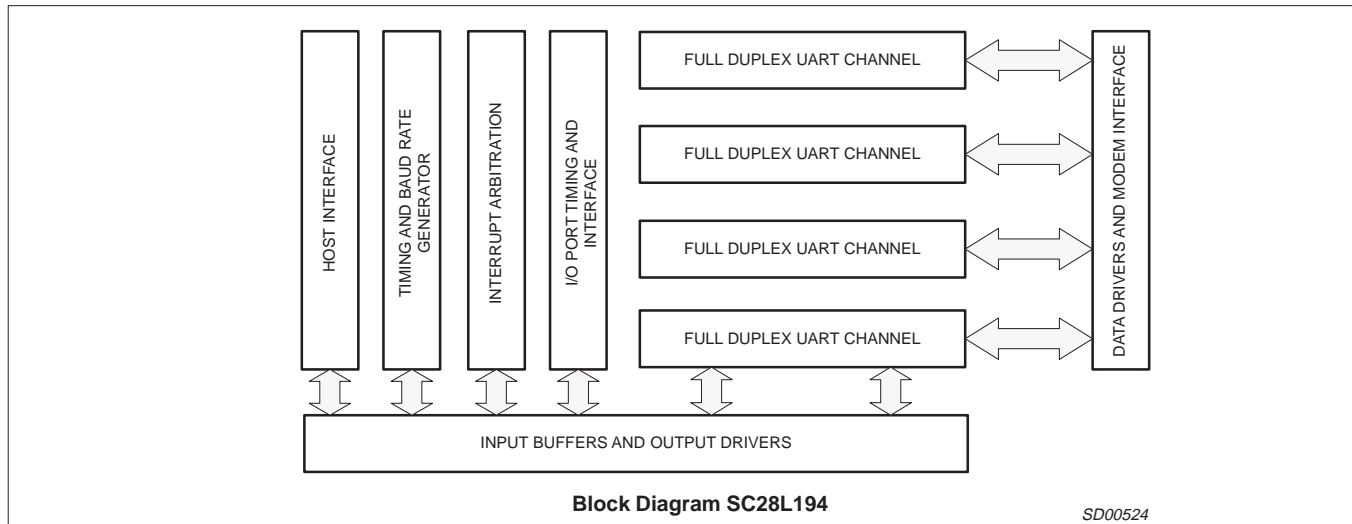 HOST INTERFACE
TIMING AND BAUD RATE
GENERATOR
INTERRUPT ARBITRATION
I/O PORT TIMING AND
INTERFACE
FULL DUPLEX UART CHANNEL
FULL DUPLEX UART CHANNEL
FULL DUPLEX UART CHANNEL
FULL DUPLEX UART CHANNEL
DATA DRIVERS AND MODEM INTERFACE
INPUT BUFFERS AND OUTPUT DRIVERS
Block Diagram SC28L194
SD00524